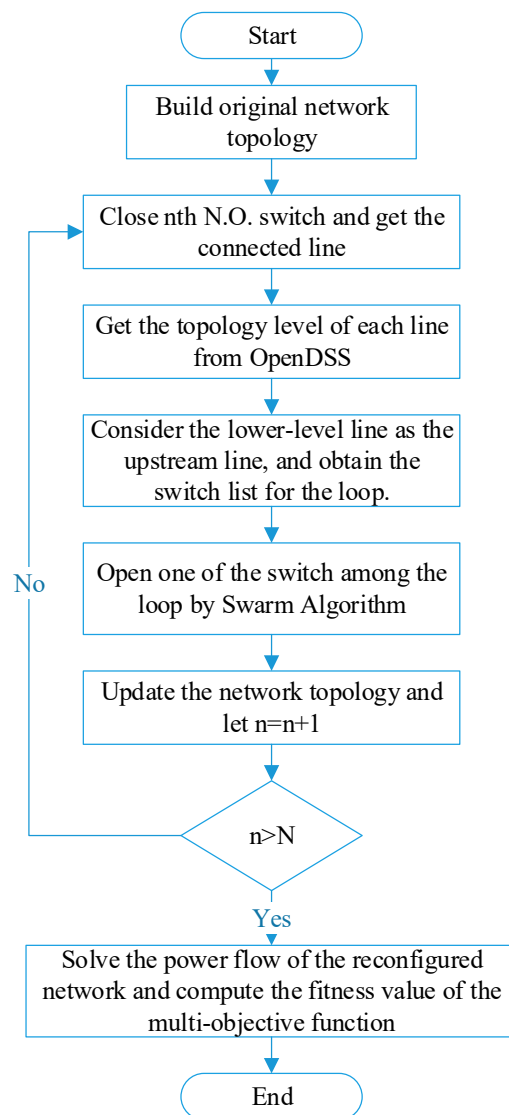 Start
Build original network
topology
Close nth N.O. switch and get the
connected line
Get the topology level of each line
from OpenDSS
Consider the lower-level line as the
upstream line, and obtain the
switch list for the loop.
Open one of the switch among the
loop by Swarm Algorithm
No
Update the network topology and
let n=n+1
n>N
Yes
Solve the power flow of the reconfigured
network and compute the fitness value of the
multi-objective function
End